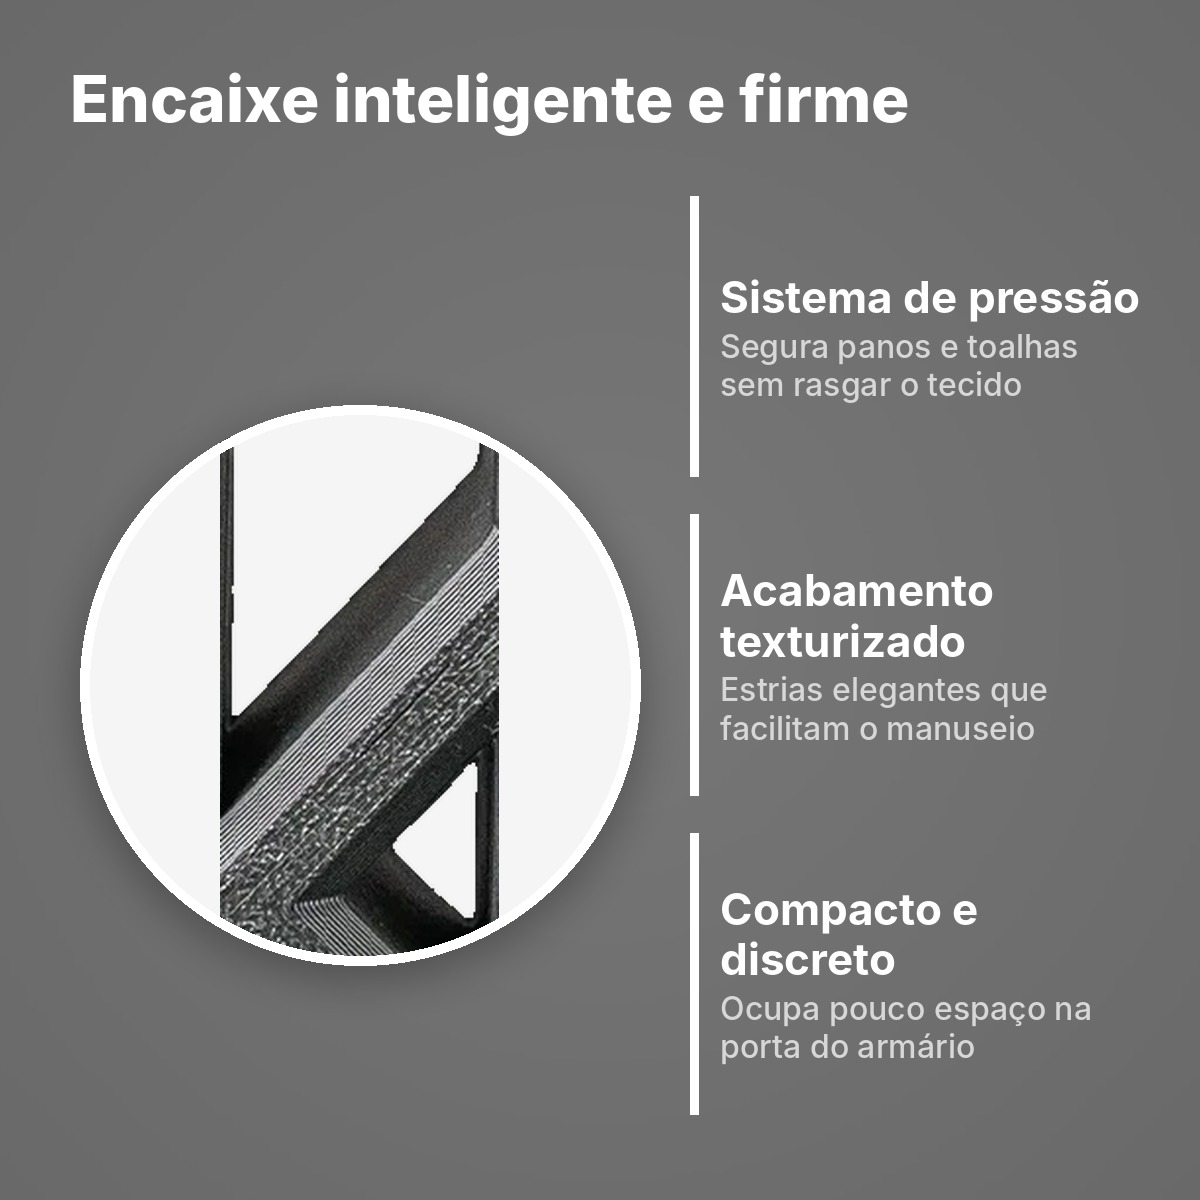 Encaixe inteligente e firme
Sistema de pressão
Segura panos e toalhas
sem rasgar o tecido
Acabamento
texturizado
Estrias elegantes que
facilitam o manuseio
Compacto e
discreto
Ocupa pouco espaço na
porta do armário